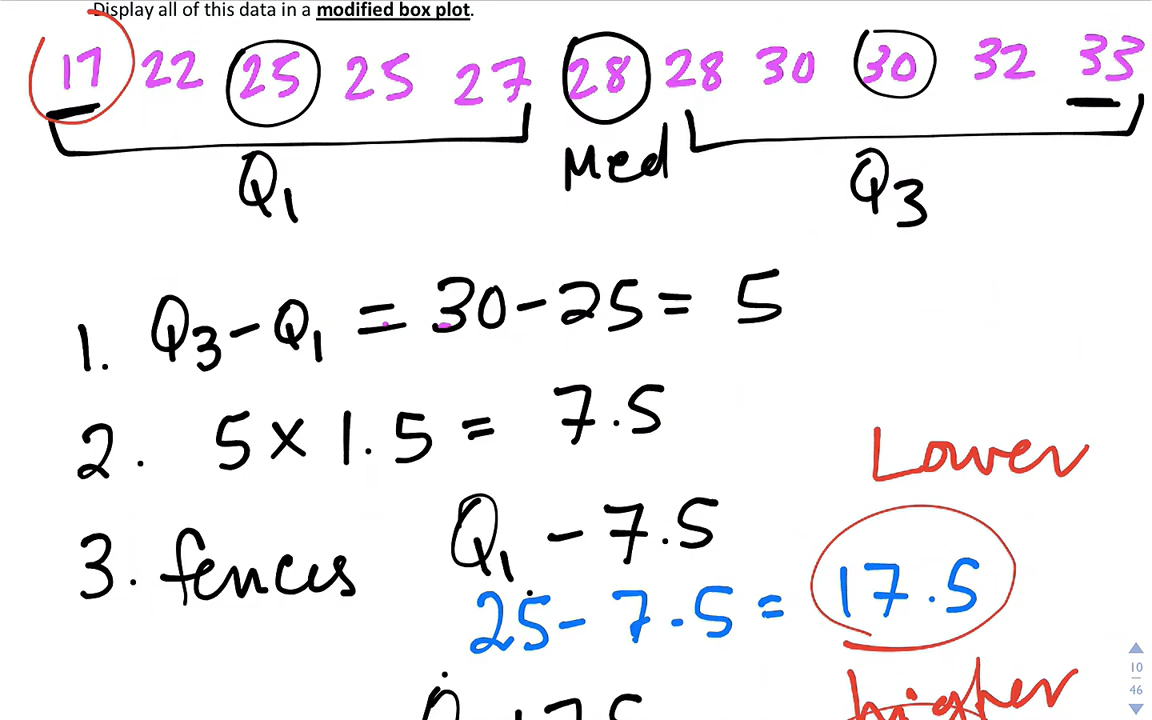 Display all of this data in a modified box plot.
17 22 25 25 27 28 28 30 30 32 33
Q1 Med Q3
1. Q3 - Q1 = 30 - 25 = 5
2. 5 × 1.5 = 7.5
Lower
3. fences Q1 - 7.5
25 - 7.5 = 17.5
higher
10
46